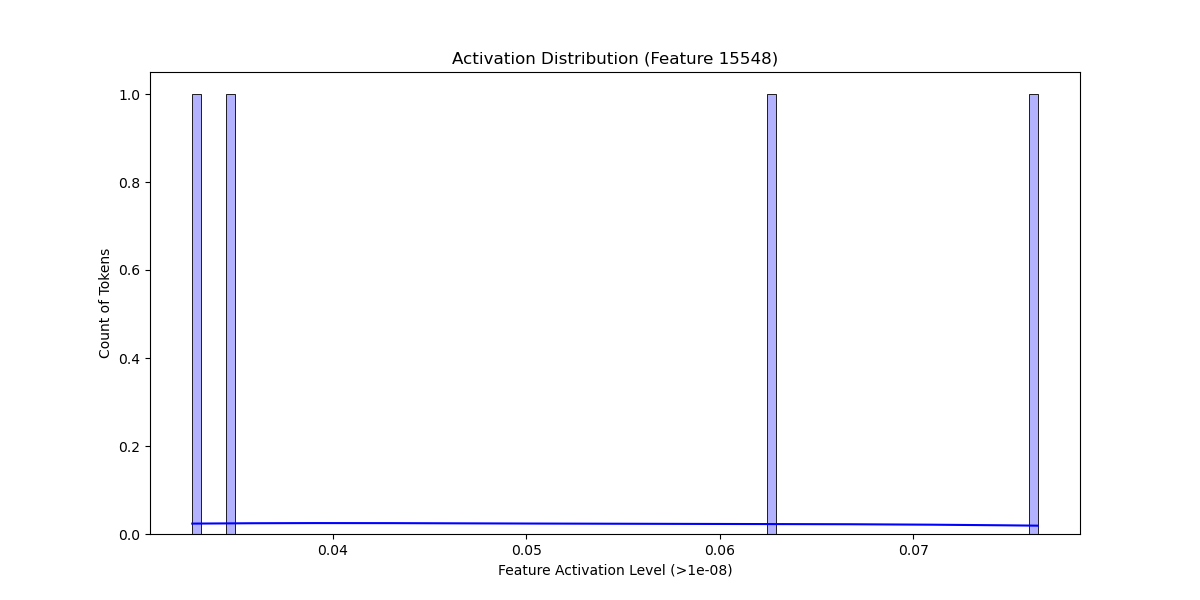 Activation Distribution (Feature 15548)
1.0
0.8
0.6
0.4
0.2
0.0
Count of Tokens
0.04 0.05 0.06 0.07
Feature Activation Level (>1e-08)